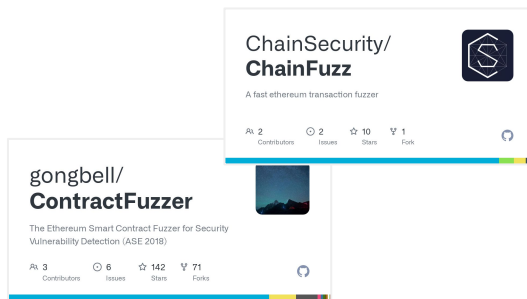 ChainSecurity/
ChainFuzz
A fast ethereum transaction fuzzer
2 Contributors
2 Issues
10 Stars
1 Fork
gongbell/
ContractFuzzer
The Ethereum Smart Contract Fuzzer for Security
Vulnerability Detection (ASE 2018)
3 Contributors
6 Issues
142 Stars
71 Forks